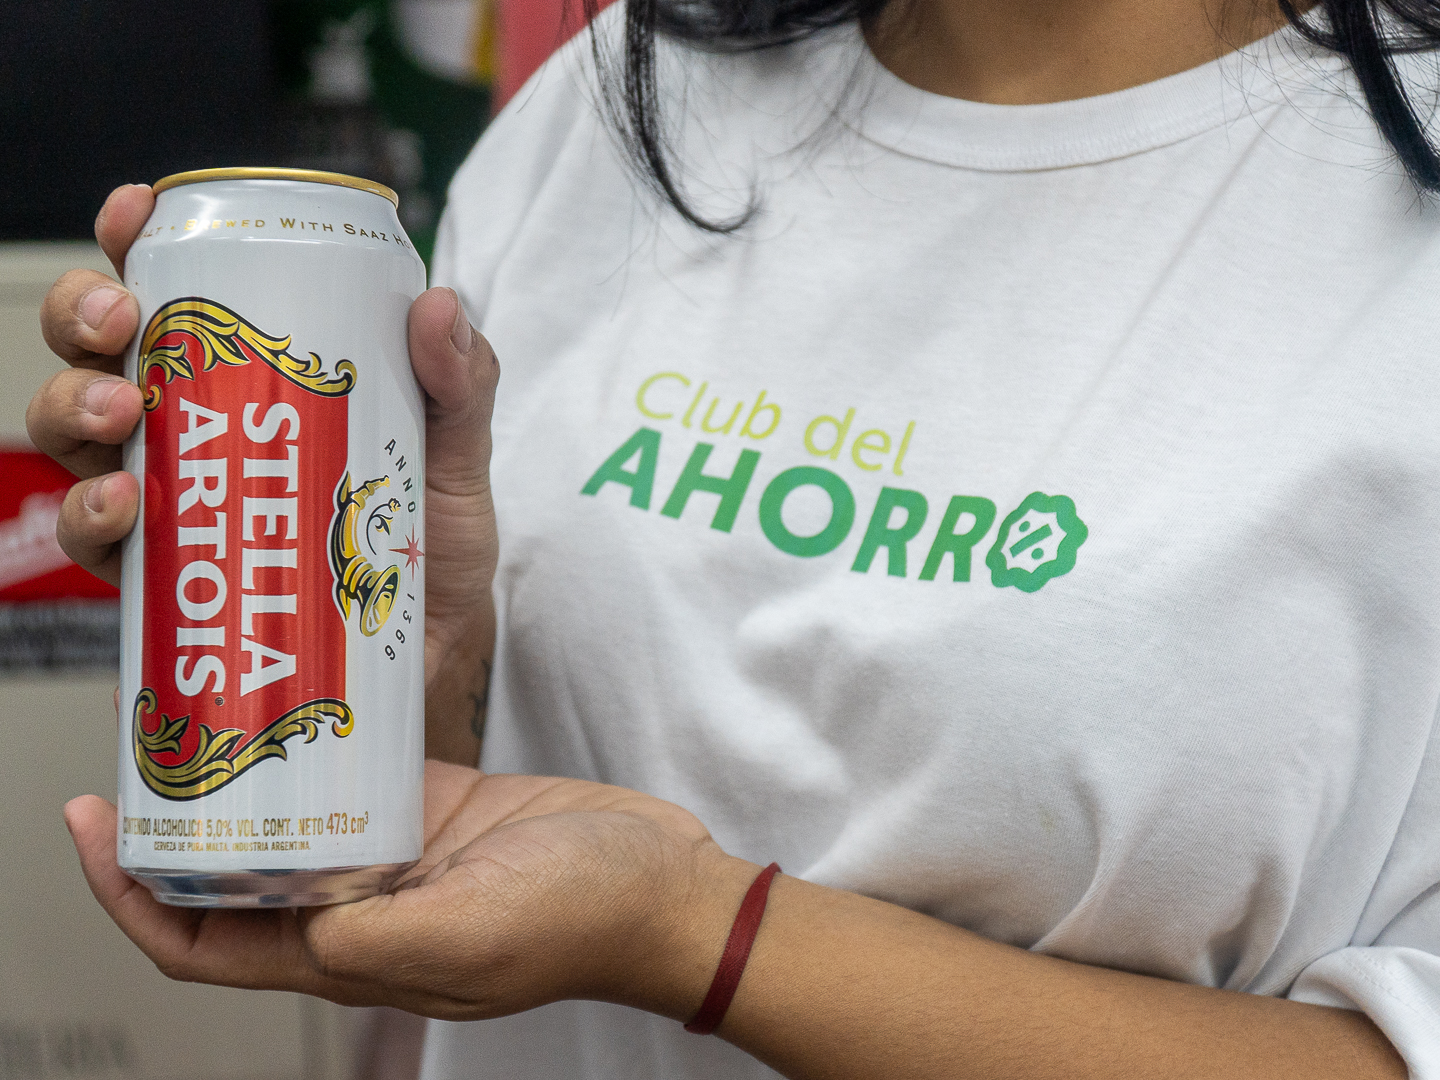 BREWED WITH SAAZ
STELLA
ARTOIS
ANNO
1366
ALCOHOLICO 5,0% VOL. CONT. NETO 473 cm³
CERVEZA DE PURA MALTA. INDUSTRIA ARGENTINA.
Club del
AHORRO